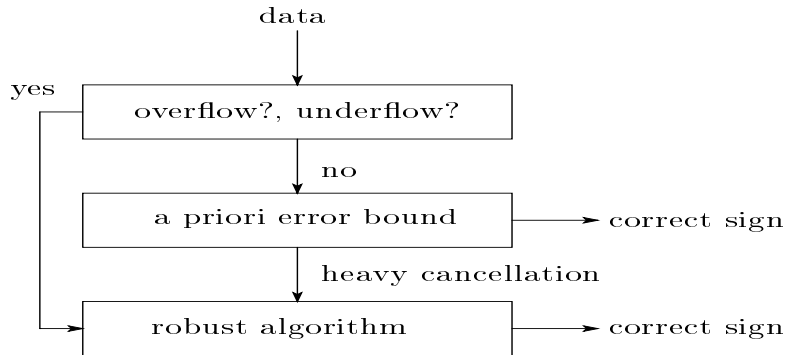 data
yes
overflow?, underflow?
no
a priori error bound
correct sign
heavy cancellation
robust algorithm
correct sign